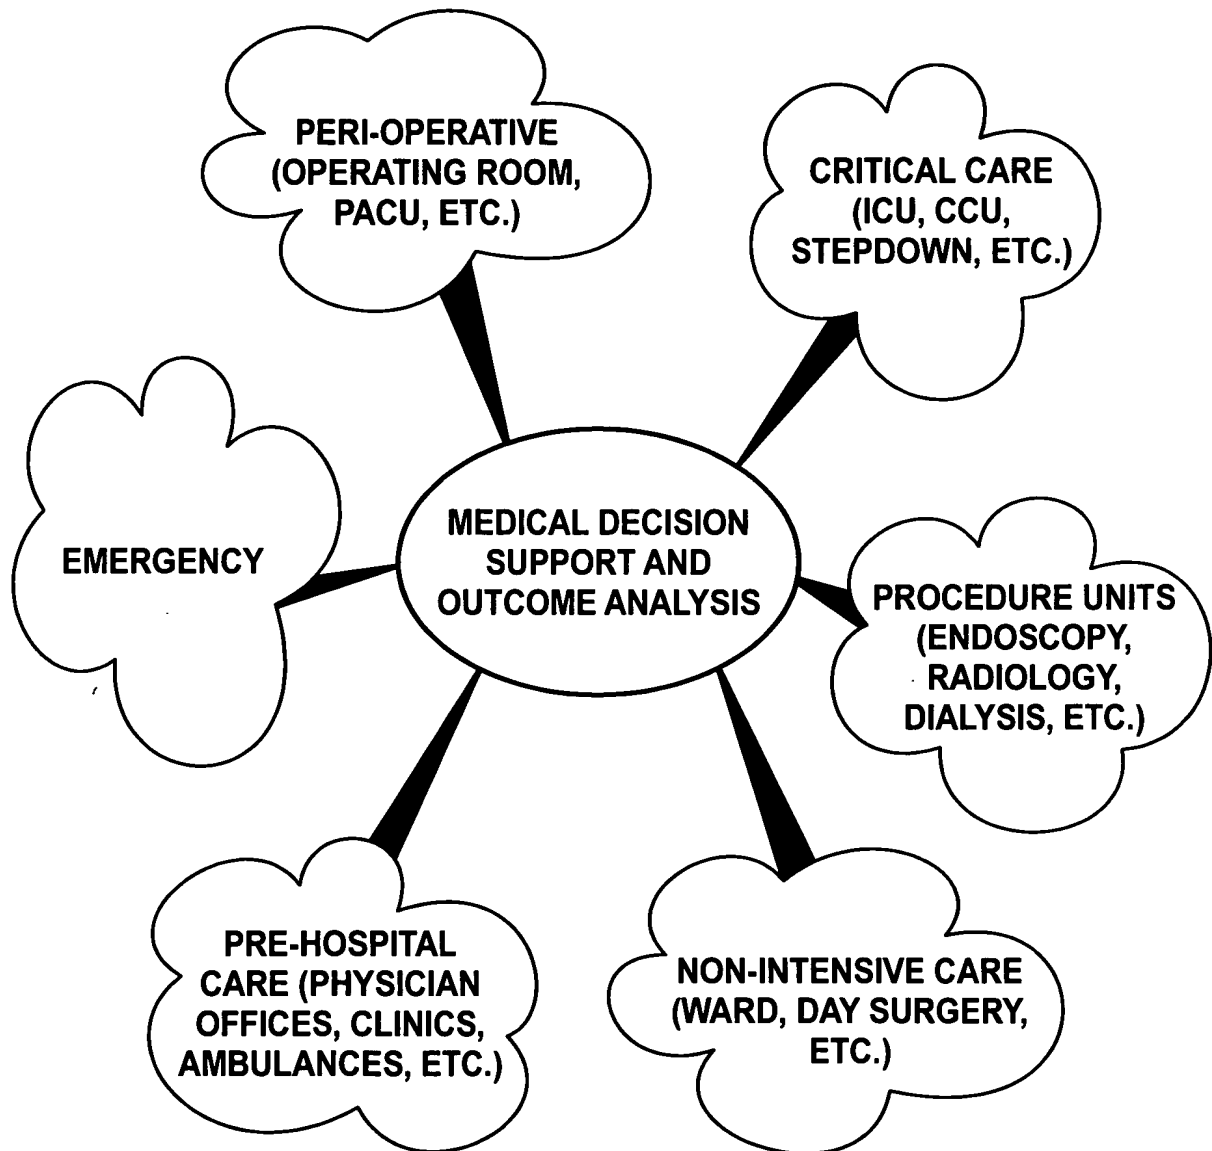 PERI-OPERATIVE
(OPERATING ROOM,
PACU, ETC.)
CRITICAL CARE
(ICU, CCU,
STEPDOWN, ETC.)
EMERGENCY
MEDICAL DECISION
SUPPORT AND
OUTCOME ANALYSIS
PROCEDURE UNITS
(ENDOSCOPY,
RADIOLOGY,
DIALYSIS, ETC.)
PRE-HOSPITAL
CARE (PHYSICIAN
OFFICES, CLINICS,
AMBULANCES, ETC.)
NON-INTENSIVE CARE
(WARD, DAY SURGERY,
ETC.)